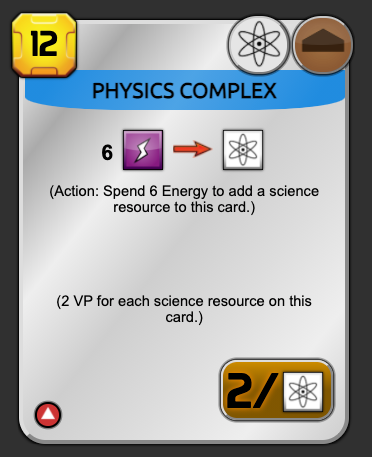 12
PHYSICS COMPLEX
6
(Action: Spend 6 Energy to add a science
resource to this card.)
(2 VP for each science resource on this
card.)
2/